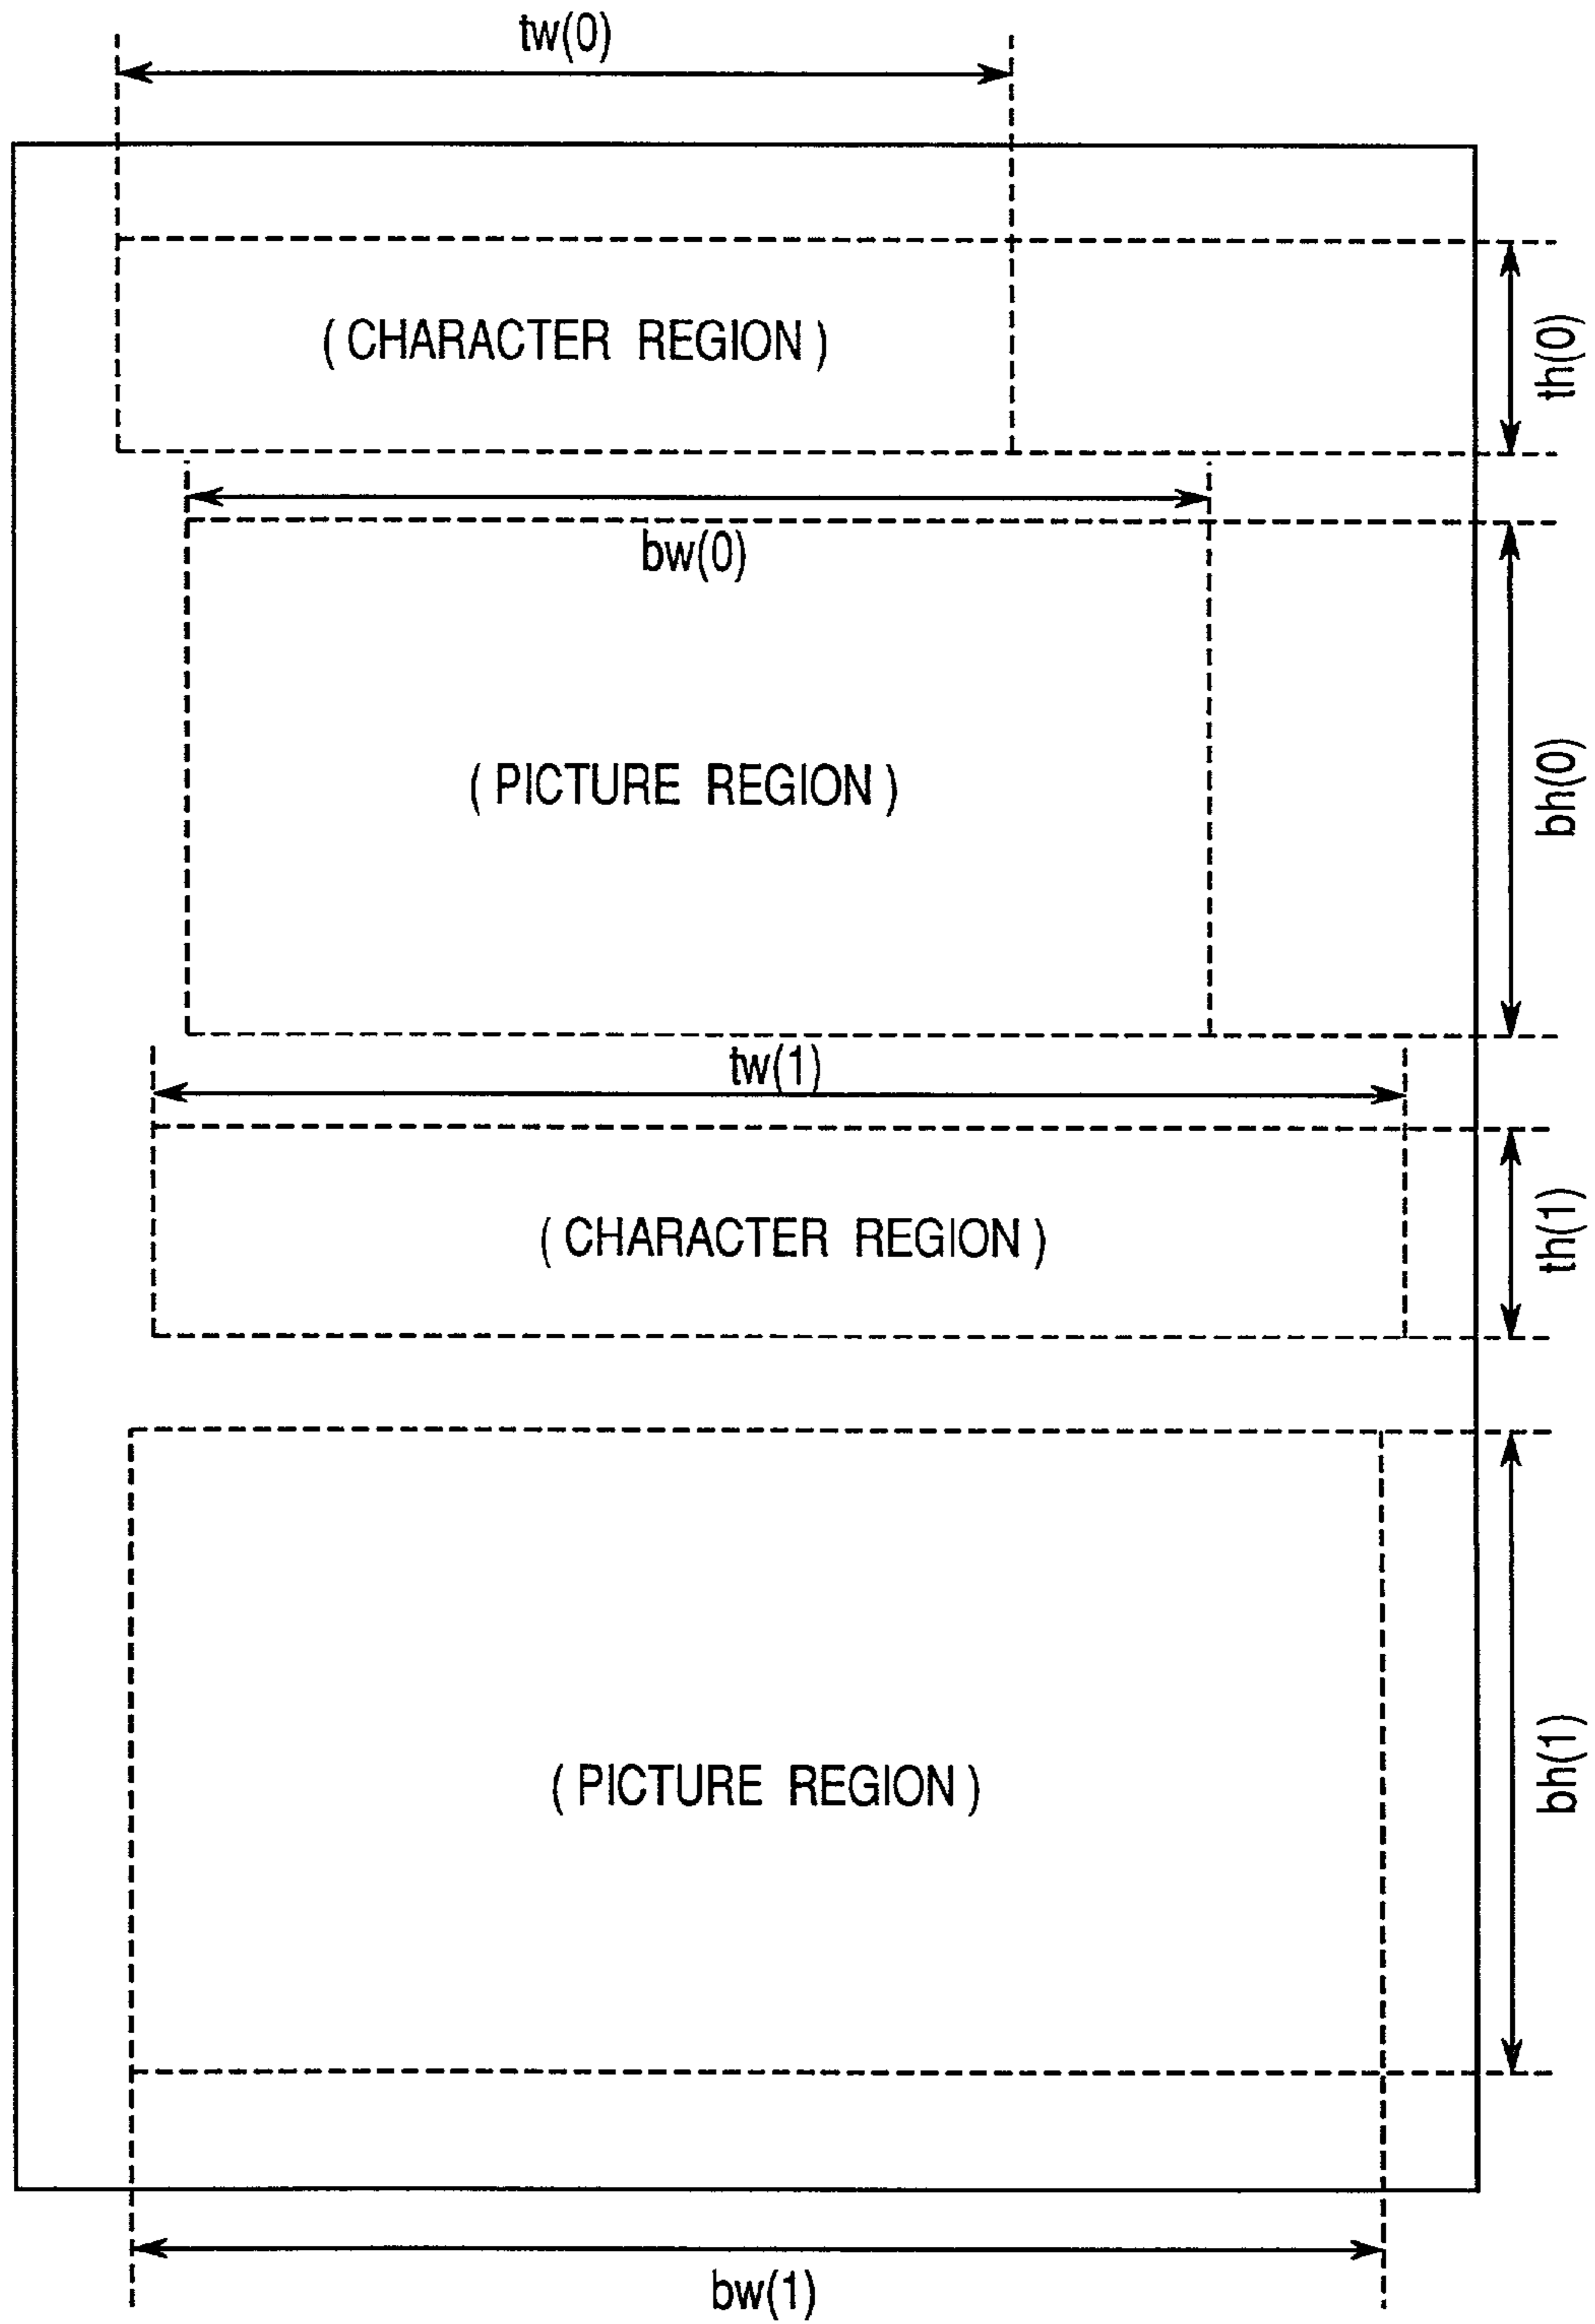 tw(0)
( CHARACTER REGION )
th(0)
bw(0)
( PICTURE REGION )
bh(0)
tw(1)
( CHARACTER REGION )
th(1)
( PICTURE REGION )
bh(1)
bw(1)